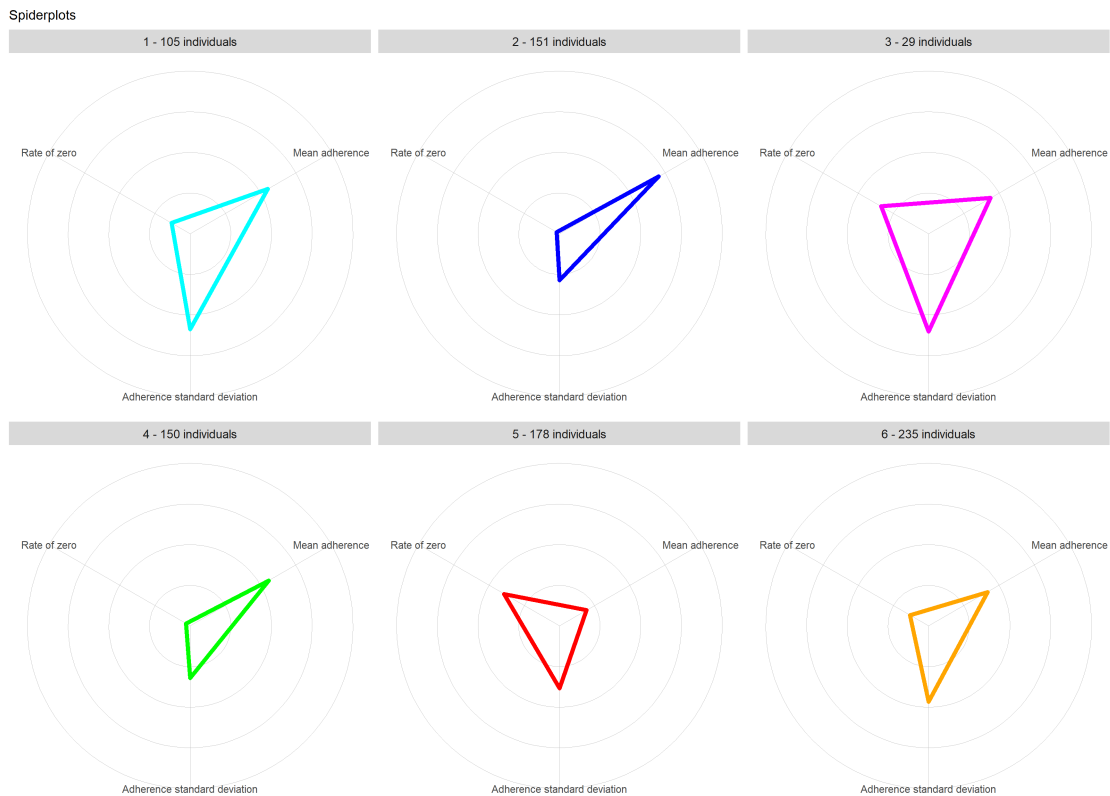 Spiderplots
1 - 105 individuals
2 - 151 individuals
3 - 29 individuals
Rate of zero
Mean adherence
Rate of zero
Mean adherence
Rate of zero
Mean adherence
Adherence standard deviation
Adherence standard deviation
Adherence standard deviation
4 - 150 individuals
5 - 178 individuals
6 - 235 individuals
Rate of zero
Mean adherence
Rate of zero
Mean adherence
Rate of zero
Mean adherence
Adherence standard deviation
Adherence standard deviation
Adherence standard deviation